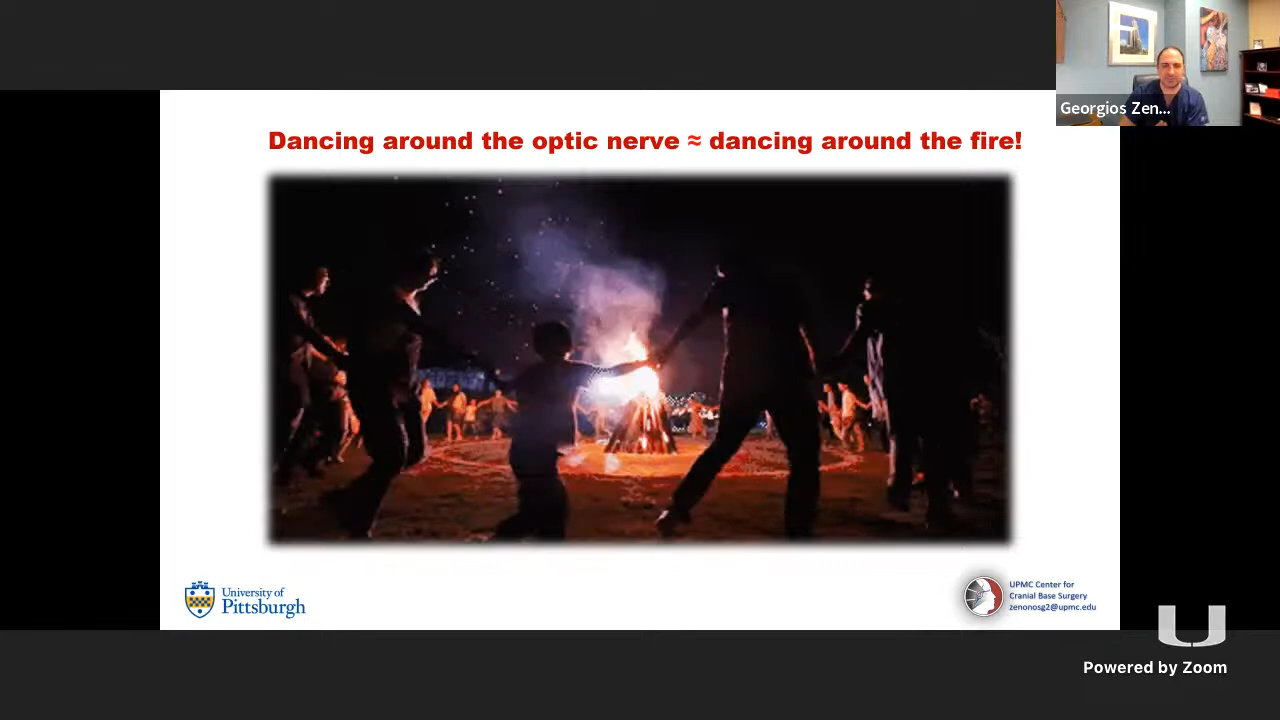 Georgios Zen...
Dancing around the optic nerve ≈ dancing around the fire!
University of
Pittsburgh
UPMC Center for
Cranial Base Surgery
zenonosg2@upmc.edu
Powered by Zoom